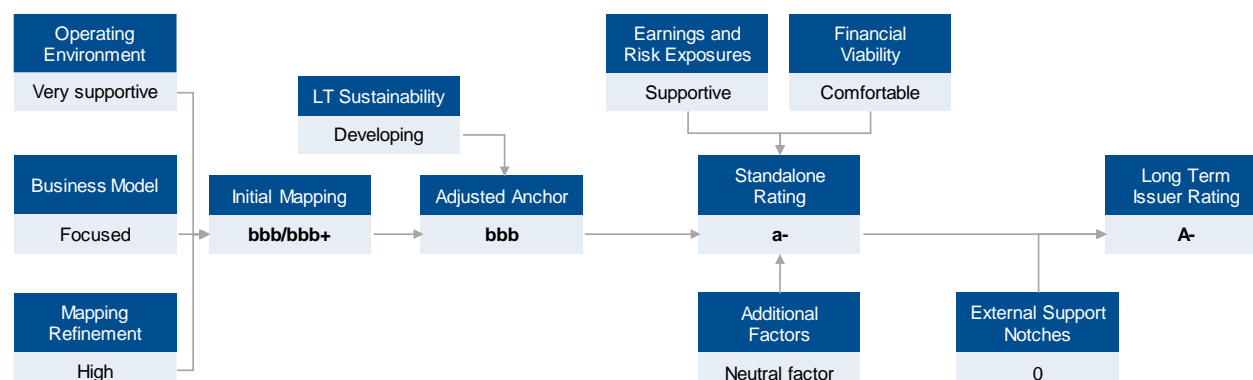 Operating
Environment
Very supportive
Business Model
Focused
Mapping
Refinement
High
Initial Mapping
bbb/bbb+
LT Sustainability
Developing
Adjusted Anchor
bbb
Earnings and
Risk Exposures
Supportive
Financial
Viability
Comfortable
Standalone
Rating
a-
Additional
Factors
Neutral factor
External Support
Notches
0
Long Term
Issuer Rating
A-